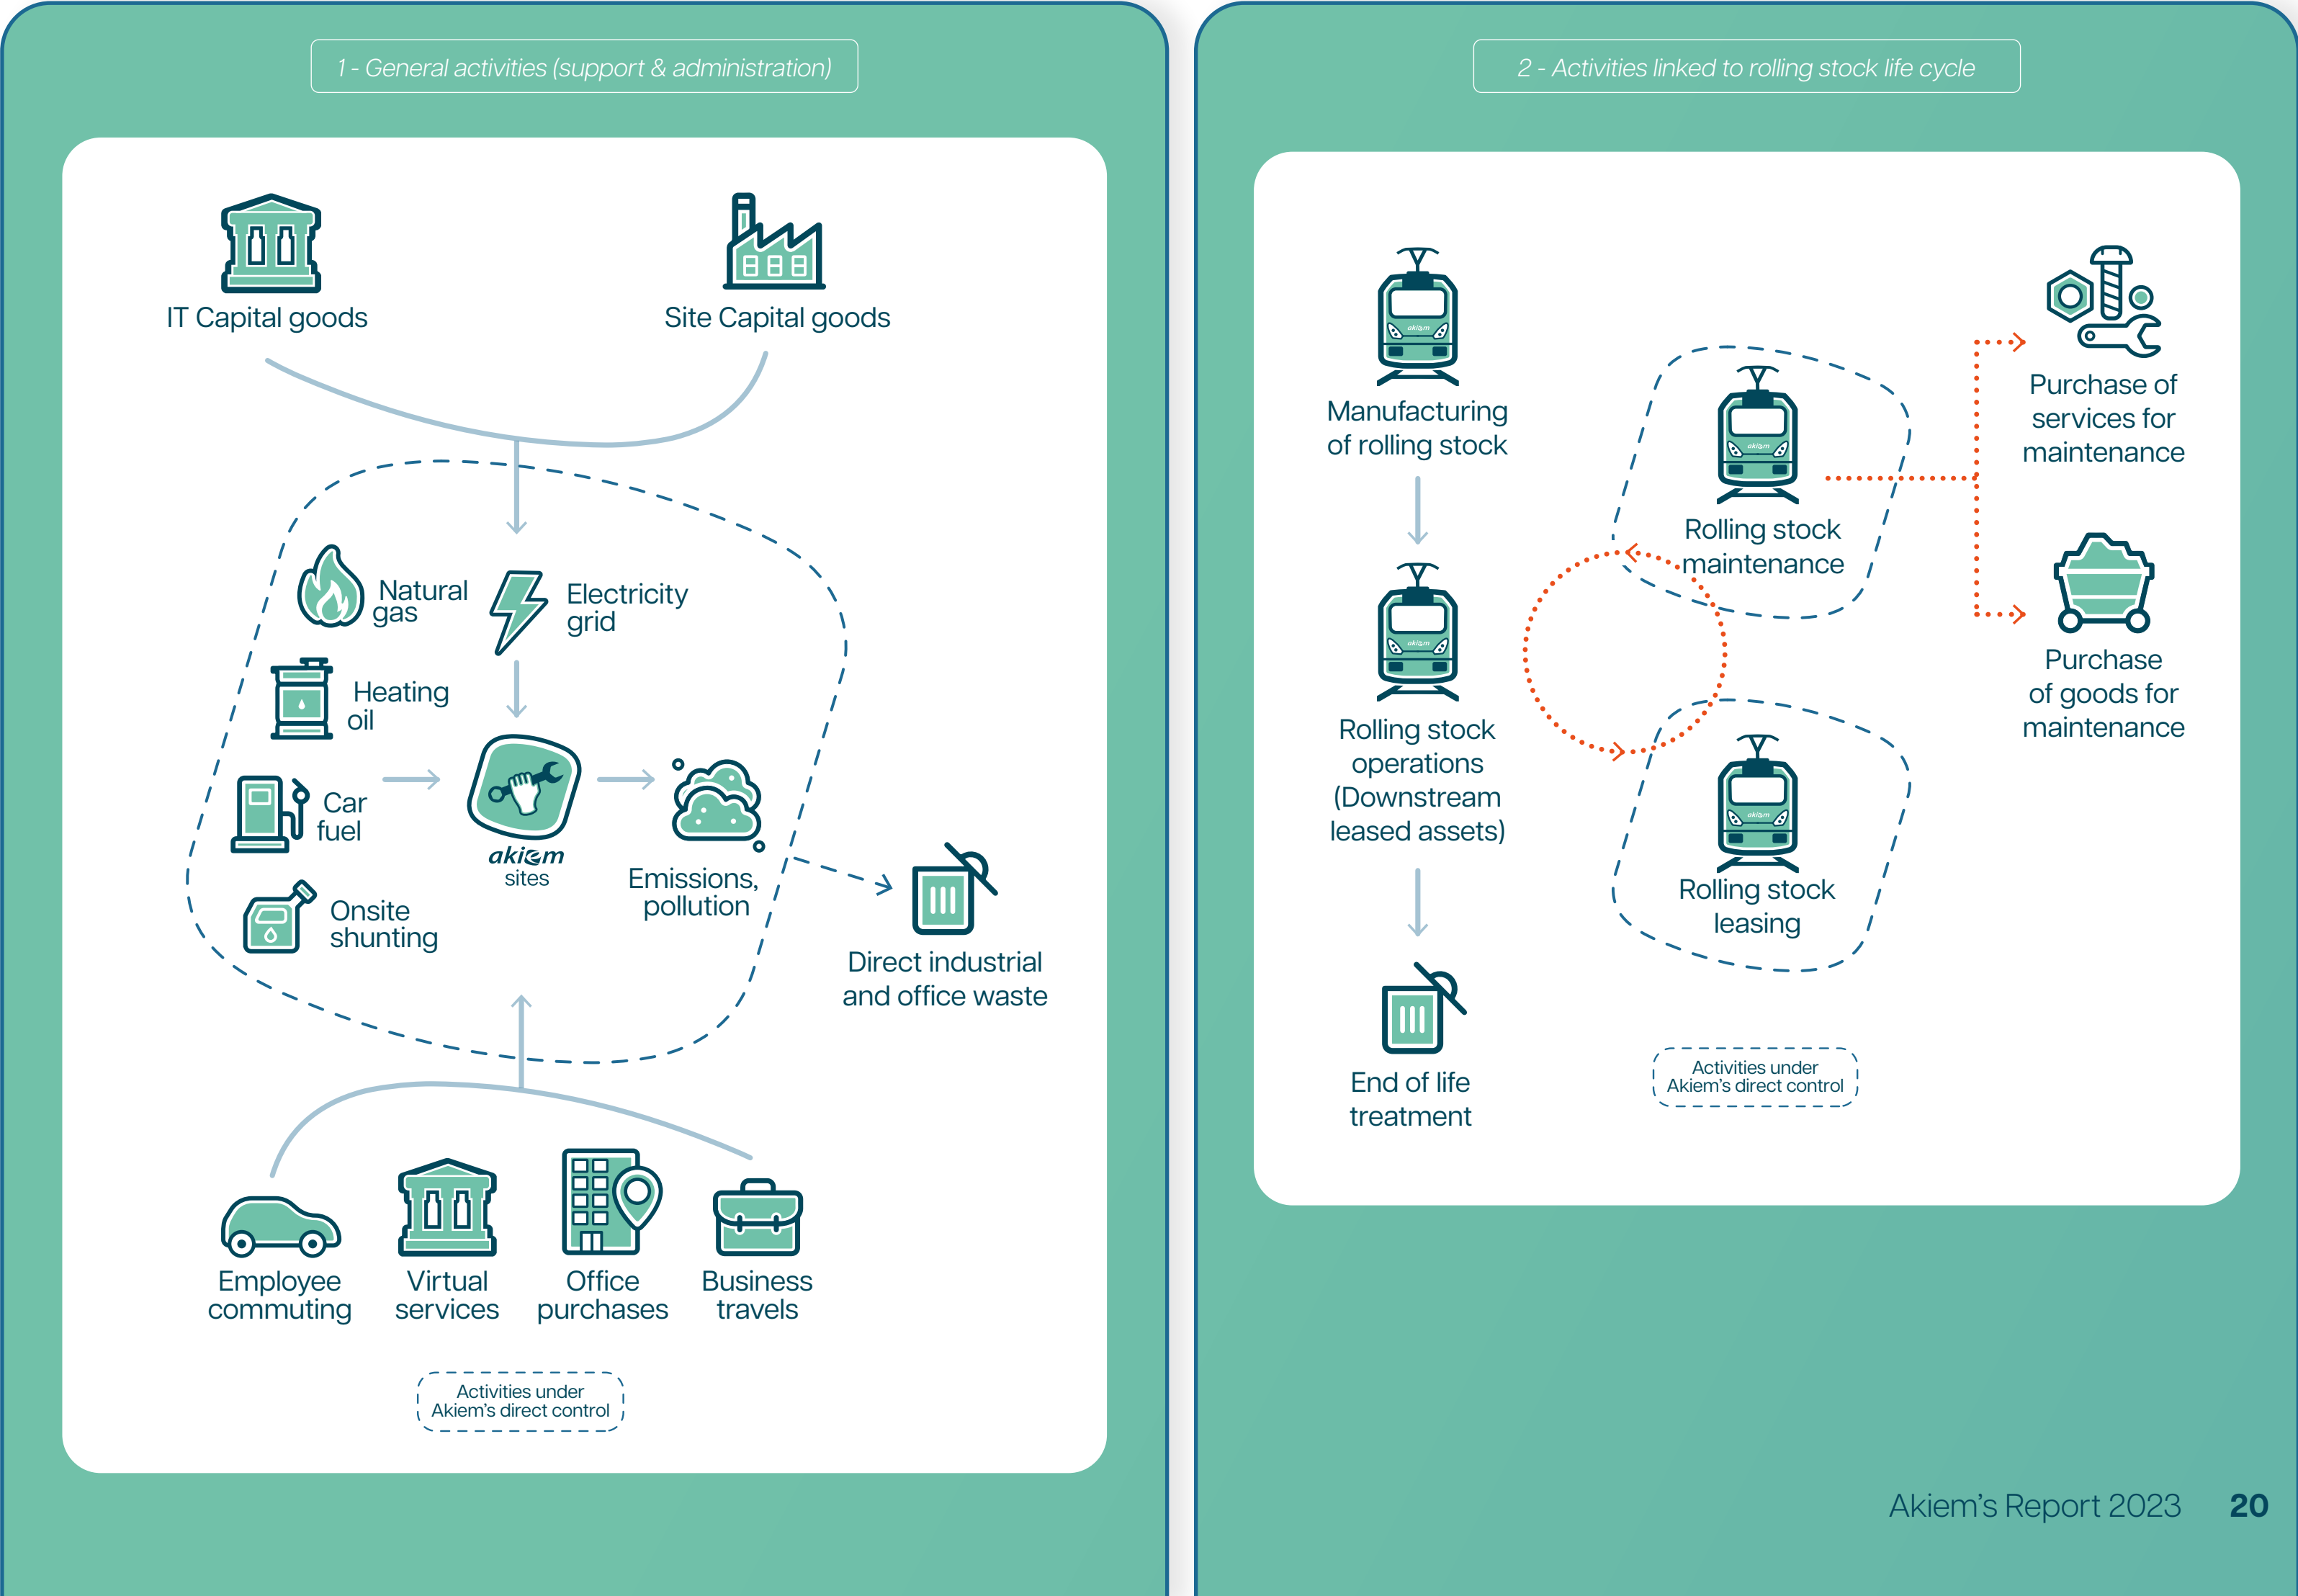 1 - General activities (support & administration)
IT Capital goods
Site Capital goods
Natural
gas
Electricity
grid
Heating
oil
Car
fuel
Onsite
shunting
akiem
sites
Emissions,
pollution
Direct industrial
and office waste
Employee
commuting
Virtual
services
Office
purchases
Business
travels
Activities under
Akiem’s direct control
2 - Activities linked to rolling stock life cycle
akiem
Manufacturing
of rolling stock
akiem
Rolling stock
operations
(Downstream
leased assets)
End of life
treatment
akiem
Rolling stock
maintenance
akiem
Rolling stock
leasing
Purchase of
services for
maintenance
Purchase
of goods for
maintenance
Activities under
Akiem’s direct control
Akiem’s Report 2023 20